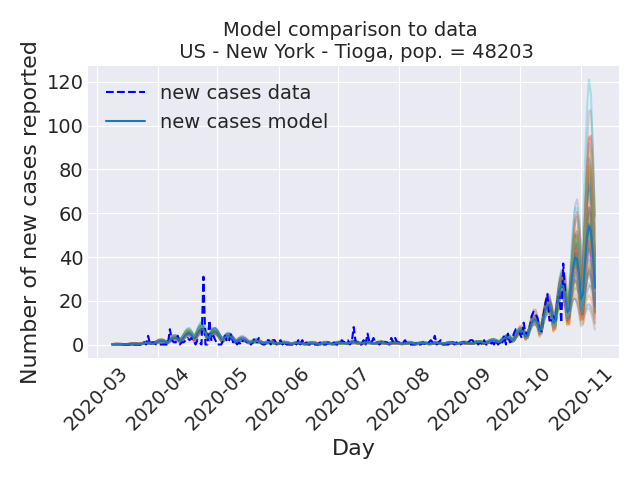 Model comparison to data
US - New York - Tioga, pop. = 48203
Number of new cases reported
120
100
80
60
40
20
0
new cases data
new cases model
2020-03
2020-04
2020-05
2020-06
2020-07
2020-08
2020-09
2020-10
2020-11
Day